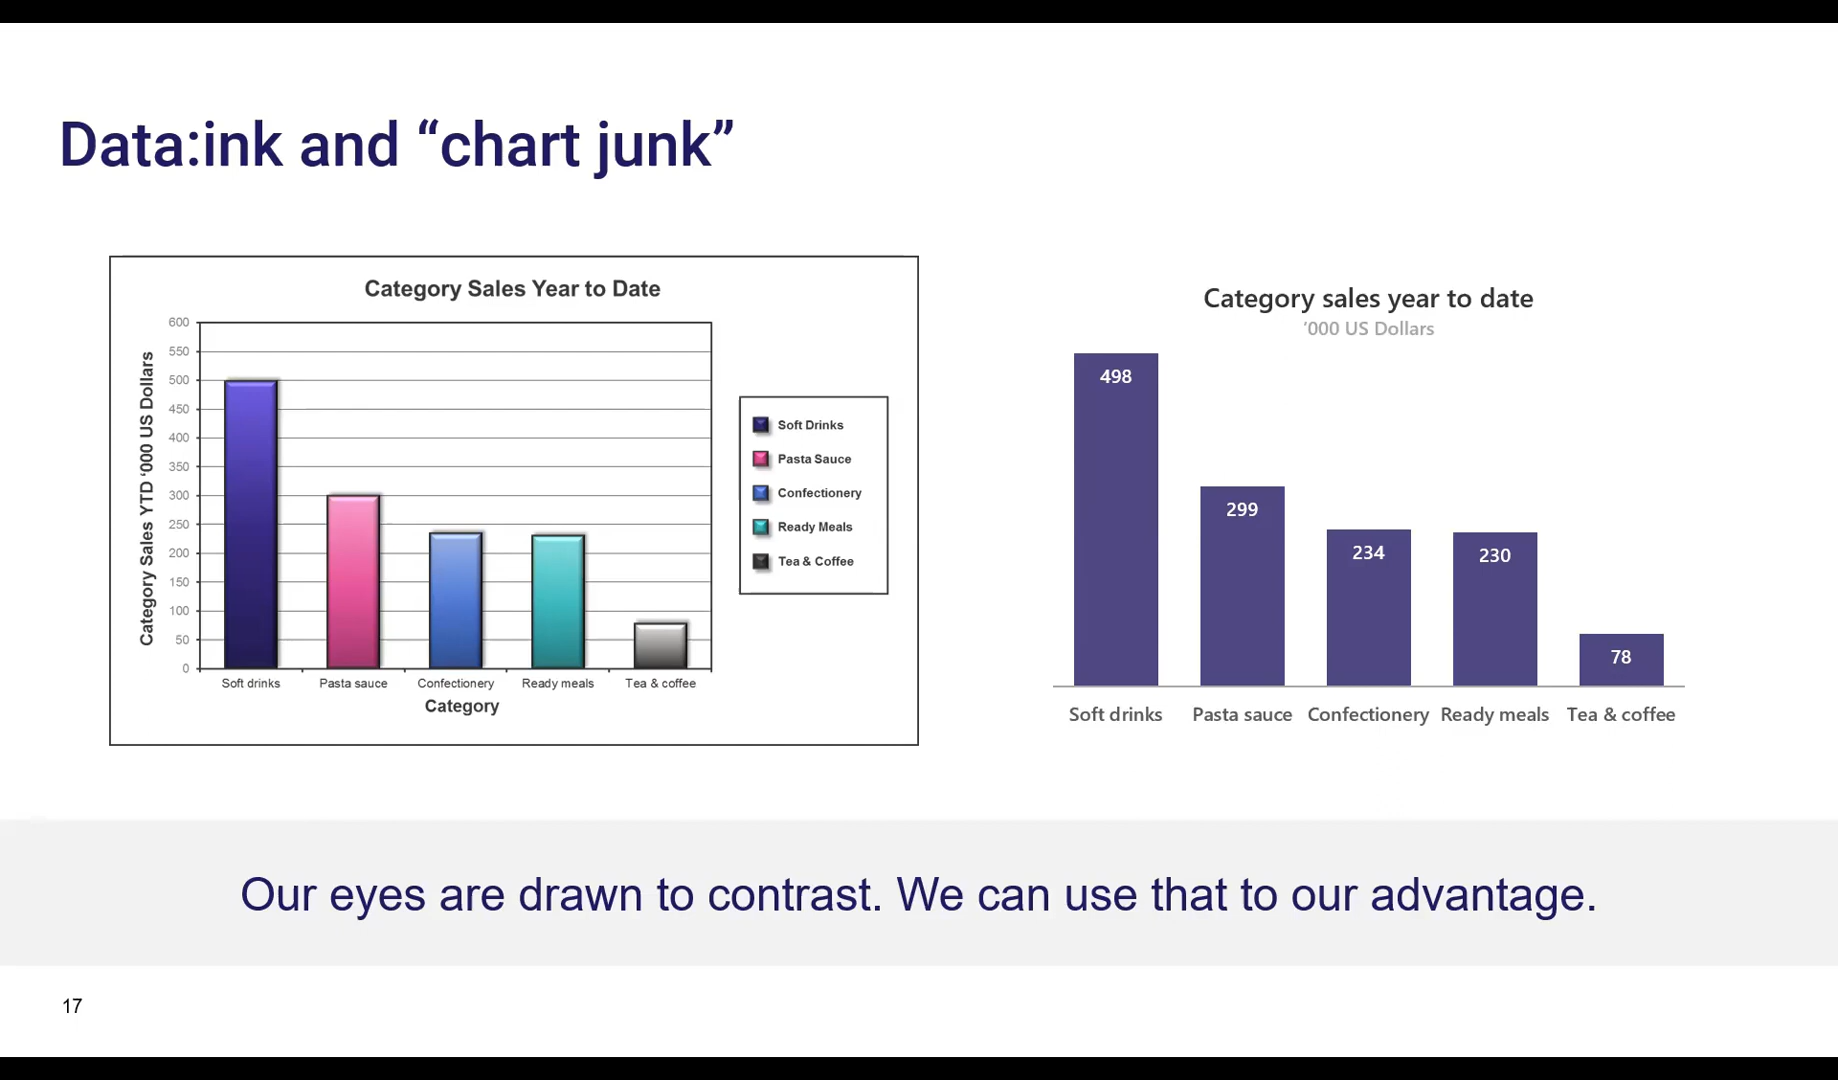 Data:ink and “chart junk”
Category Sales Year to Date
Category Sales YTD ‘000 US Dollars
600
550
500
450
400
350
300
250
200
150
100
50
0
Soft drinks Pasta sauce Confectionery Ready meals Tea & coffee
Category
Soft Drinks
Pasta Sauce
Confectionery
Ready Meals
Tea & Coffee
Category sales year to date
‘000 US Dollars
498
299
234
230
78
Soft drinks Pasta sauce Confectionery Ready meals Tea & coffee
Our eyes are drawn to contrast. We can use that to our advantage.
17